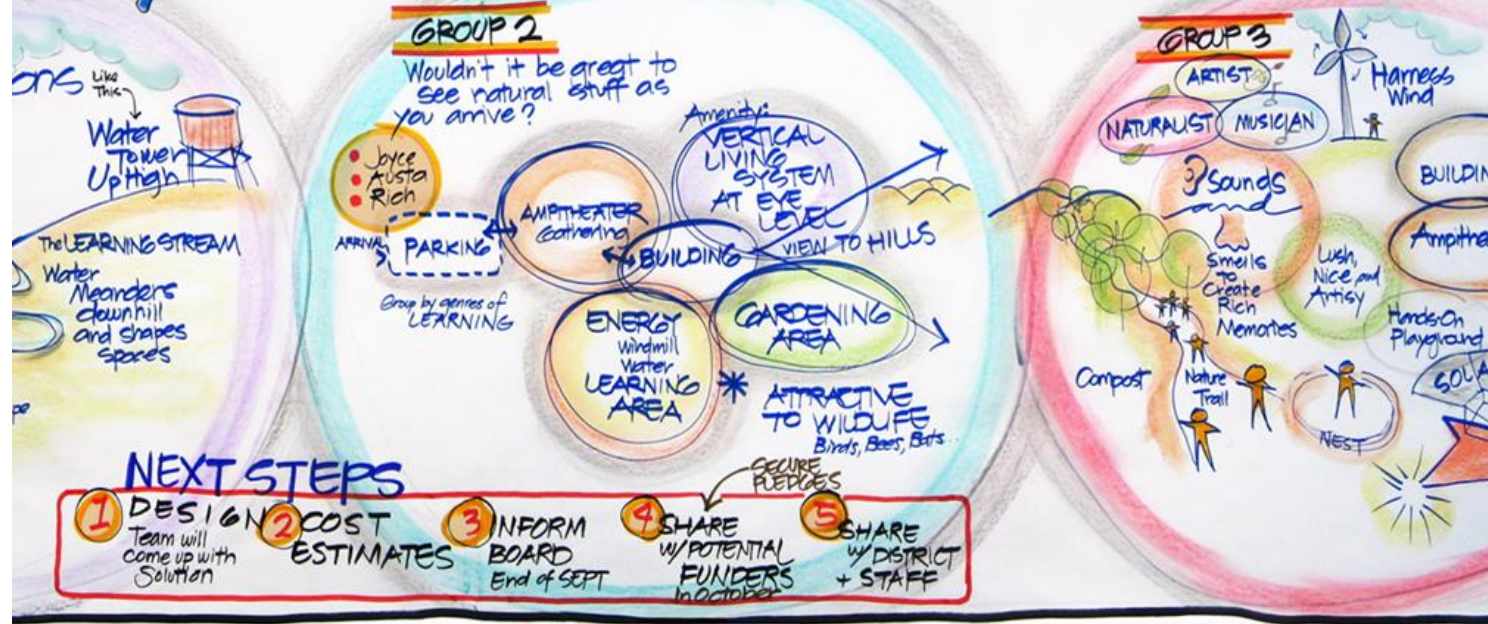 ons
Like
This
Water
Tower
Up High
The LEARNING STREAM
Water
Meanders
downhill
and shapes
spaces
pe
GROUP 2
Wouldn't it be great to
see natural stuff as
you arrive?
Joyce
Austa
Rich
ARRIVAL
PARKING
Group by genres of
LEARNING
AMPITHEATER
Gathering
Amenity:
VERTICAL
LIVING
SYSTEM
AT EYE
LEVEL
BUILDING
VIEW TO HILLS
GARDENING
AREA
ENERGY
Windmill
Water
LEARNING
AREA
* ATTRACTIVE
TO WILDLIFE
Birds, Bees, Bats...
GROUP 3
ARTIST
NATURALIST
MUSICIAN
Harness
Wind
Sounds
and
Smells
to
Create
Rich
Memories
Lush,
Nice and
Artisy
BUILDIN
Ampithe
Hands-On
Playground
SOLA
Compost
Nature
Trail
NEST
NEXT STEPS
1 DESIGN
Team will
come up with
Solution
2 COST
ESTIMATES
3 INFORM
BOARD
End of SEPT
SECURE
PLEDGES
4 SHARE
w/POTENTIAL
FUNDERS
In October
5 SHARE
w/DISTRICT
+ STAFF